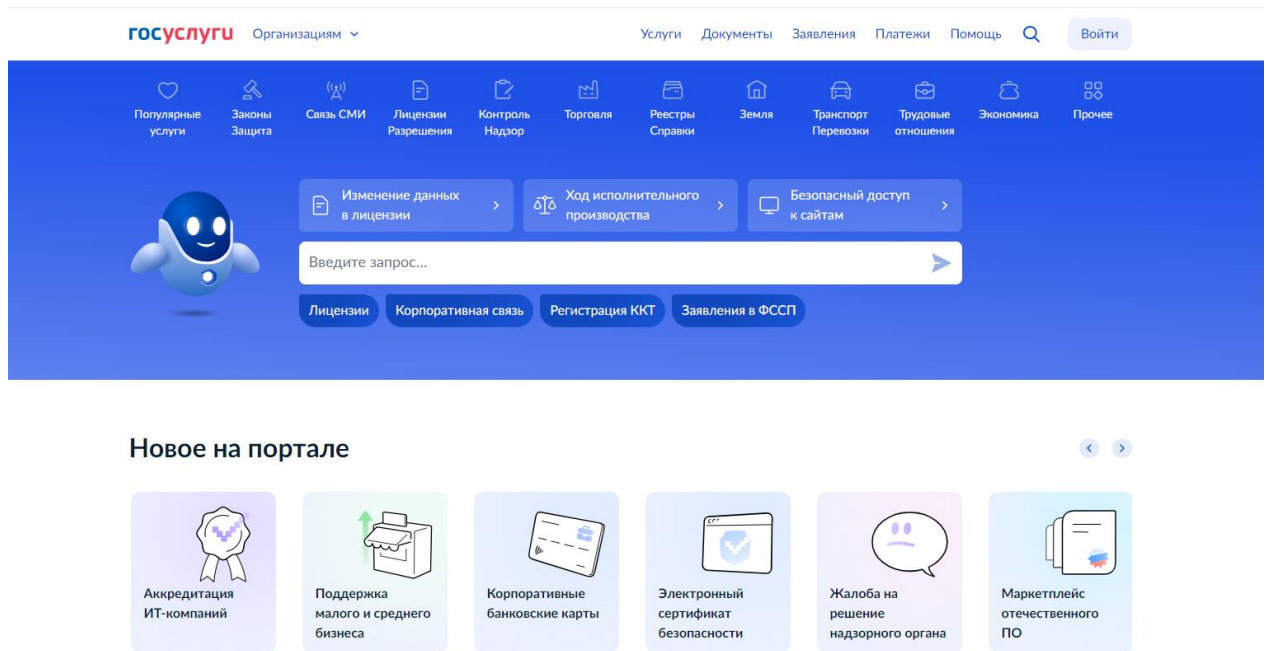 госуслуги Организациям Услуги Документы Заявления Платежи Помощь Войти
Популярные услуги
Законы Защита
Связь СМИ
Лицензии Разрешения
Контроль Надзор
Торговля
Реестры Справки
Земля
Транспорт Перевозки
Трудовые отношения
Экономика
Прочее
Изменение данных
в лицензии
Ход исполнительного
производства
Безопасный доступ
к сайтам
Введите запрос...
Лицензии Корпоративная связь Регистрация ККТ Заявления в ФССП
Новое на портале
Аккредитация
ИТ-компаний
Поддержка
малого и среднего
бизнеса
Корпоративные
банковские карты
Электронный
сертификат
безопасности
Жалоба на
решение
надзорного органа
Маркетплейс
отечественного
ПО